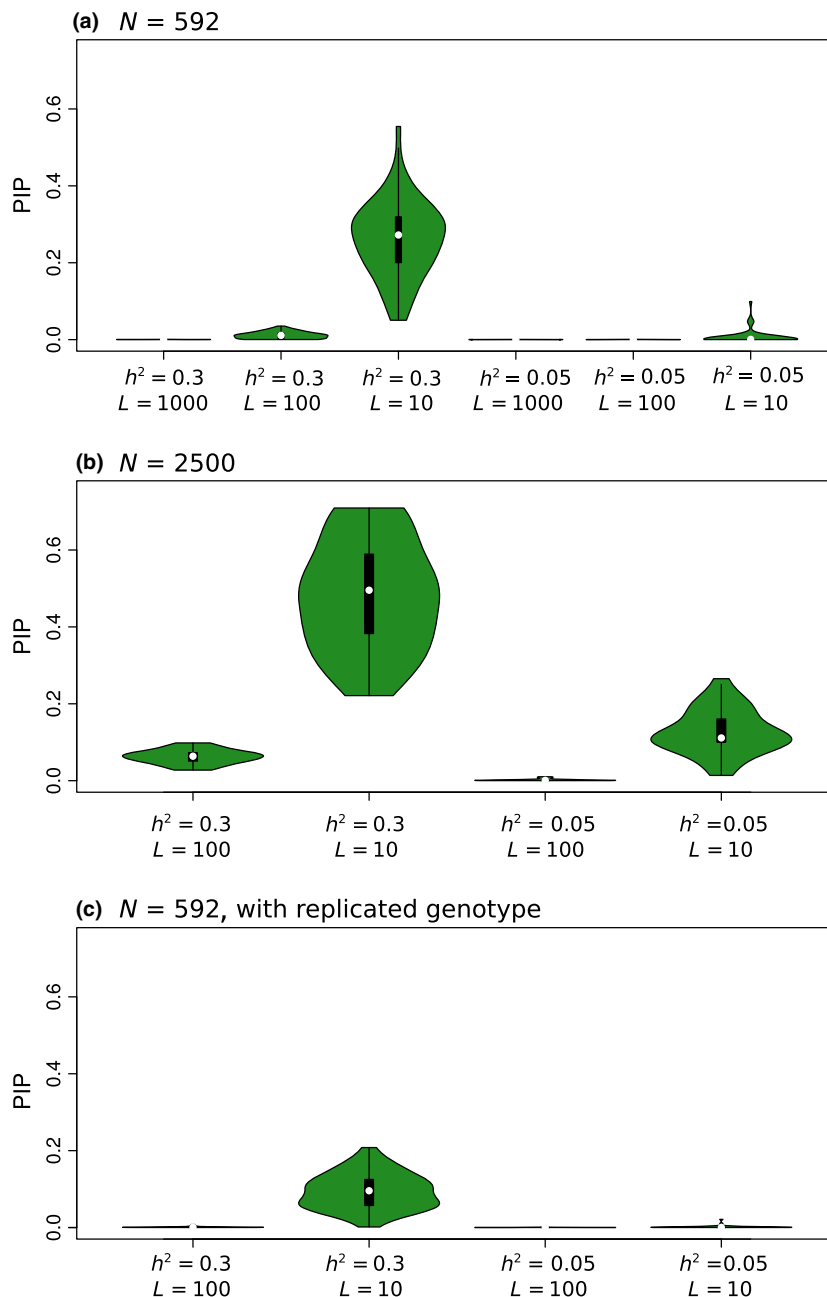 (a) N = 592
0.6
0.4
0.2
0.0
PIP
h² = 0.3 h² = 0.3 h² = 0.3 h² = 0.05 h² = 0.05 h² = 0.05
L = 1000 L = 100 L = 10 L = 1000 L = 100 L = 10
(b) N = 2500
0.6
0.4
0.2
0.0
PIP
h² = 0.3 h² = 0.3 h² = 0.05 h² =0.05
L = 100 L = 10 L = 100 L = 10
(c) N = 592, with replicated genotype
0.6
0.4
0.2
0.0
PIP
h² = 0.3 h² = 0.3 h² = 0.05 h² =0.05
L = 100 L = 10 L = 100 L = 10